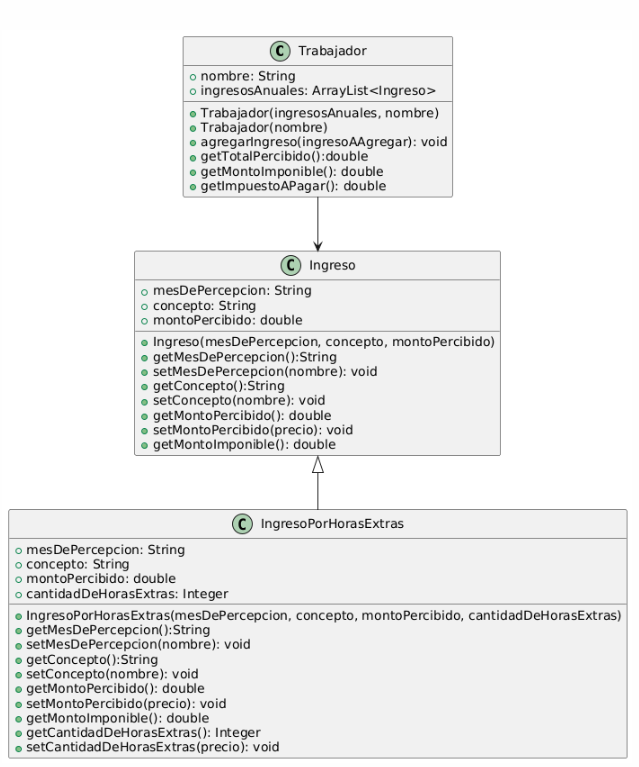 C Trabajador
nombre: String
ingresosAnuales: ArrayList<Ingreso>
Trabajador(ingresosAnuales, nombre)
Trabajador(nombre)
agregarIngreso(ingresoAAgregar): void
getTotalPercibido():double
getMontoImponible(): double
getImpuestoAPagar(): double
C Ingreso
mesDePercepcion: String
concepto: String
montoPercibido: double
Ingreso(mesDePercepcion, concepto, montoPercibido)
getMesDePercepcion():String
setMesDePercepcion(nombre): void
getConcepto():String
setConcepto(nombre): void
getMontoPercibido(): double
setMontoPercibido(precio): void
getMontoImponible(): double
C IngresoPorHorasExtras
mesDePercepcion: String
concepto: String
montoPercibido: double
cantidadDeHorasExtras: Integer
IngresoPorHorasExtras(mesDePercepcion, concepto, montoPercibido, cantidadDeHorasExtras)
getMesDePercepcion():String
setMesDePercepcion(nombre): void
getConcepto():String
setConcepto(nombre): void
getMontoPercibido(): double
setMontoPercibido(precio): void
getMontoImponible(): double
getCantidadDeHorasExtras(): Integer
setCantidadDeHorasExtras(precio): void